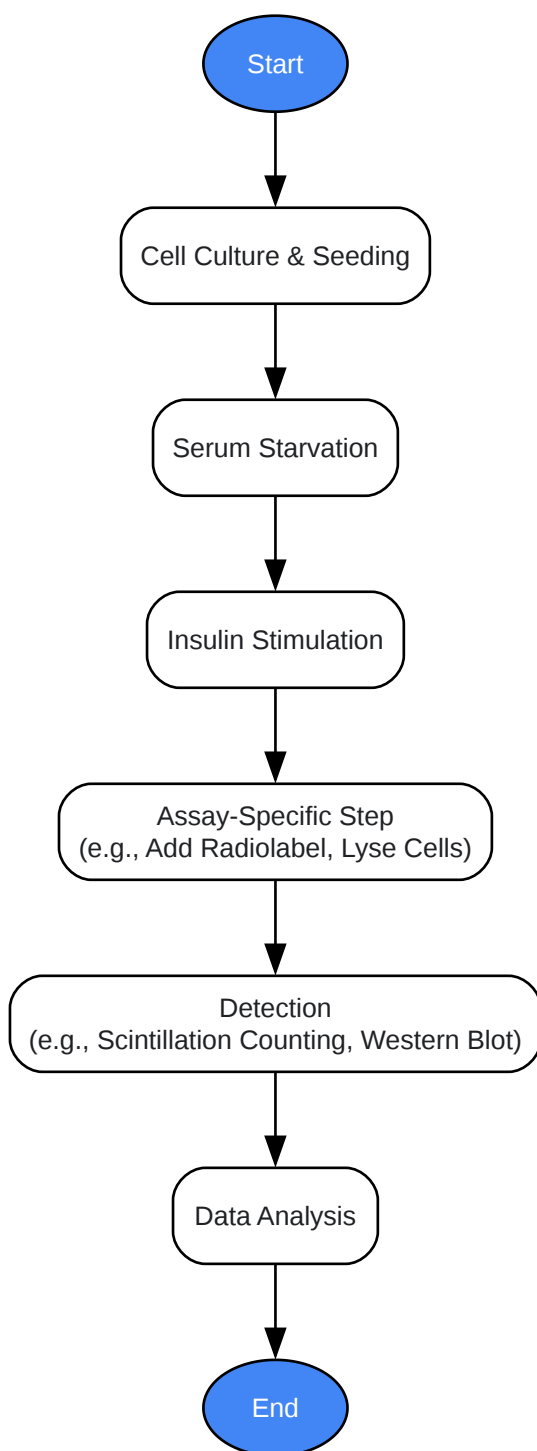 Start
Cell Culture & Seeding
Serum Starvation
Insulin Stimulation
Assay-Specific Step
(e.g., Add Radiolabel, Lyse Cells)
Detection
(e.g., Scintillation Counting, Western Blot)
Data Analysis
End